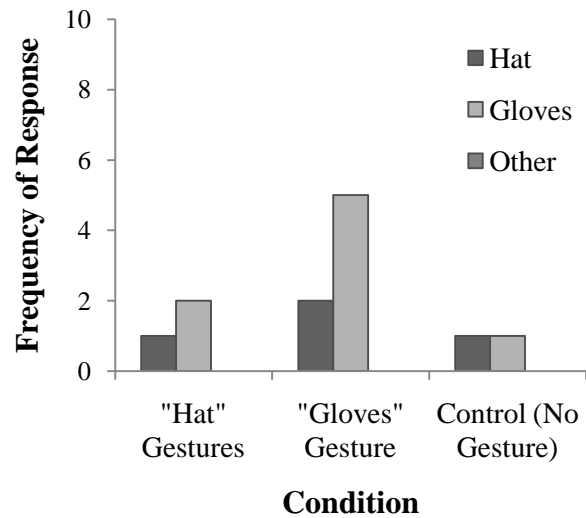 Frequency of Response
10
8
6
4
2
0
Hat
Gloves
Other
"Hat"
Gestures
"Gloves"
Gesture
Control (No
Gesture)
Condition